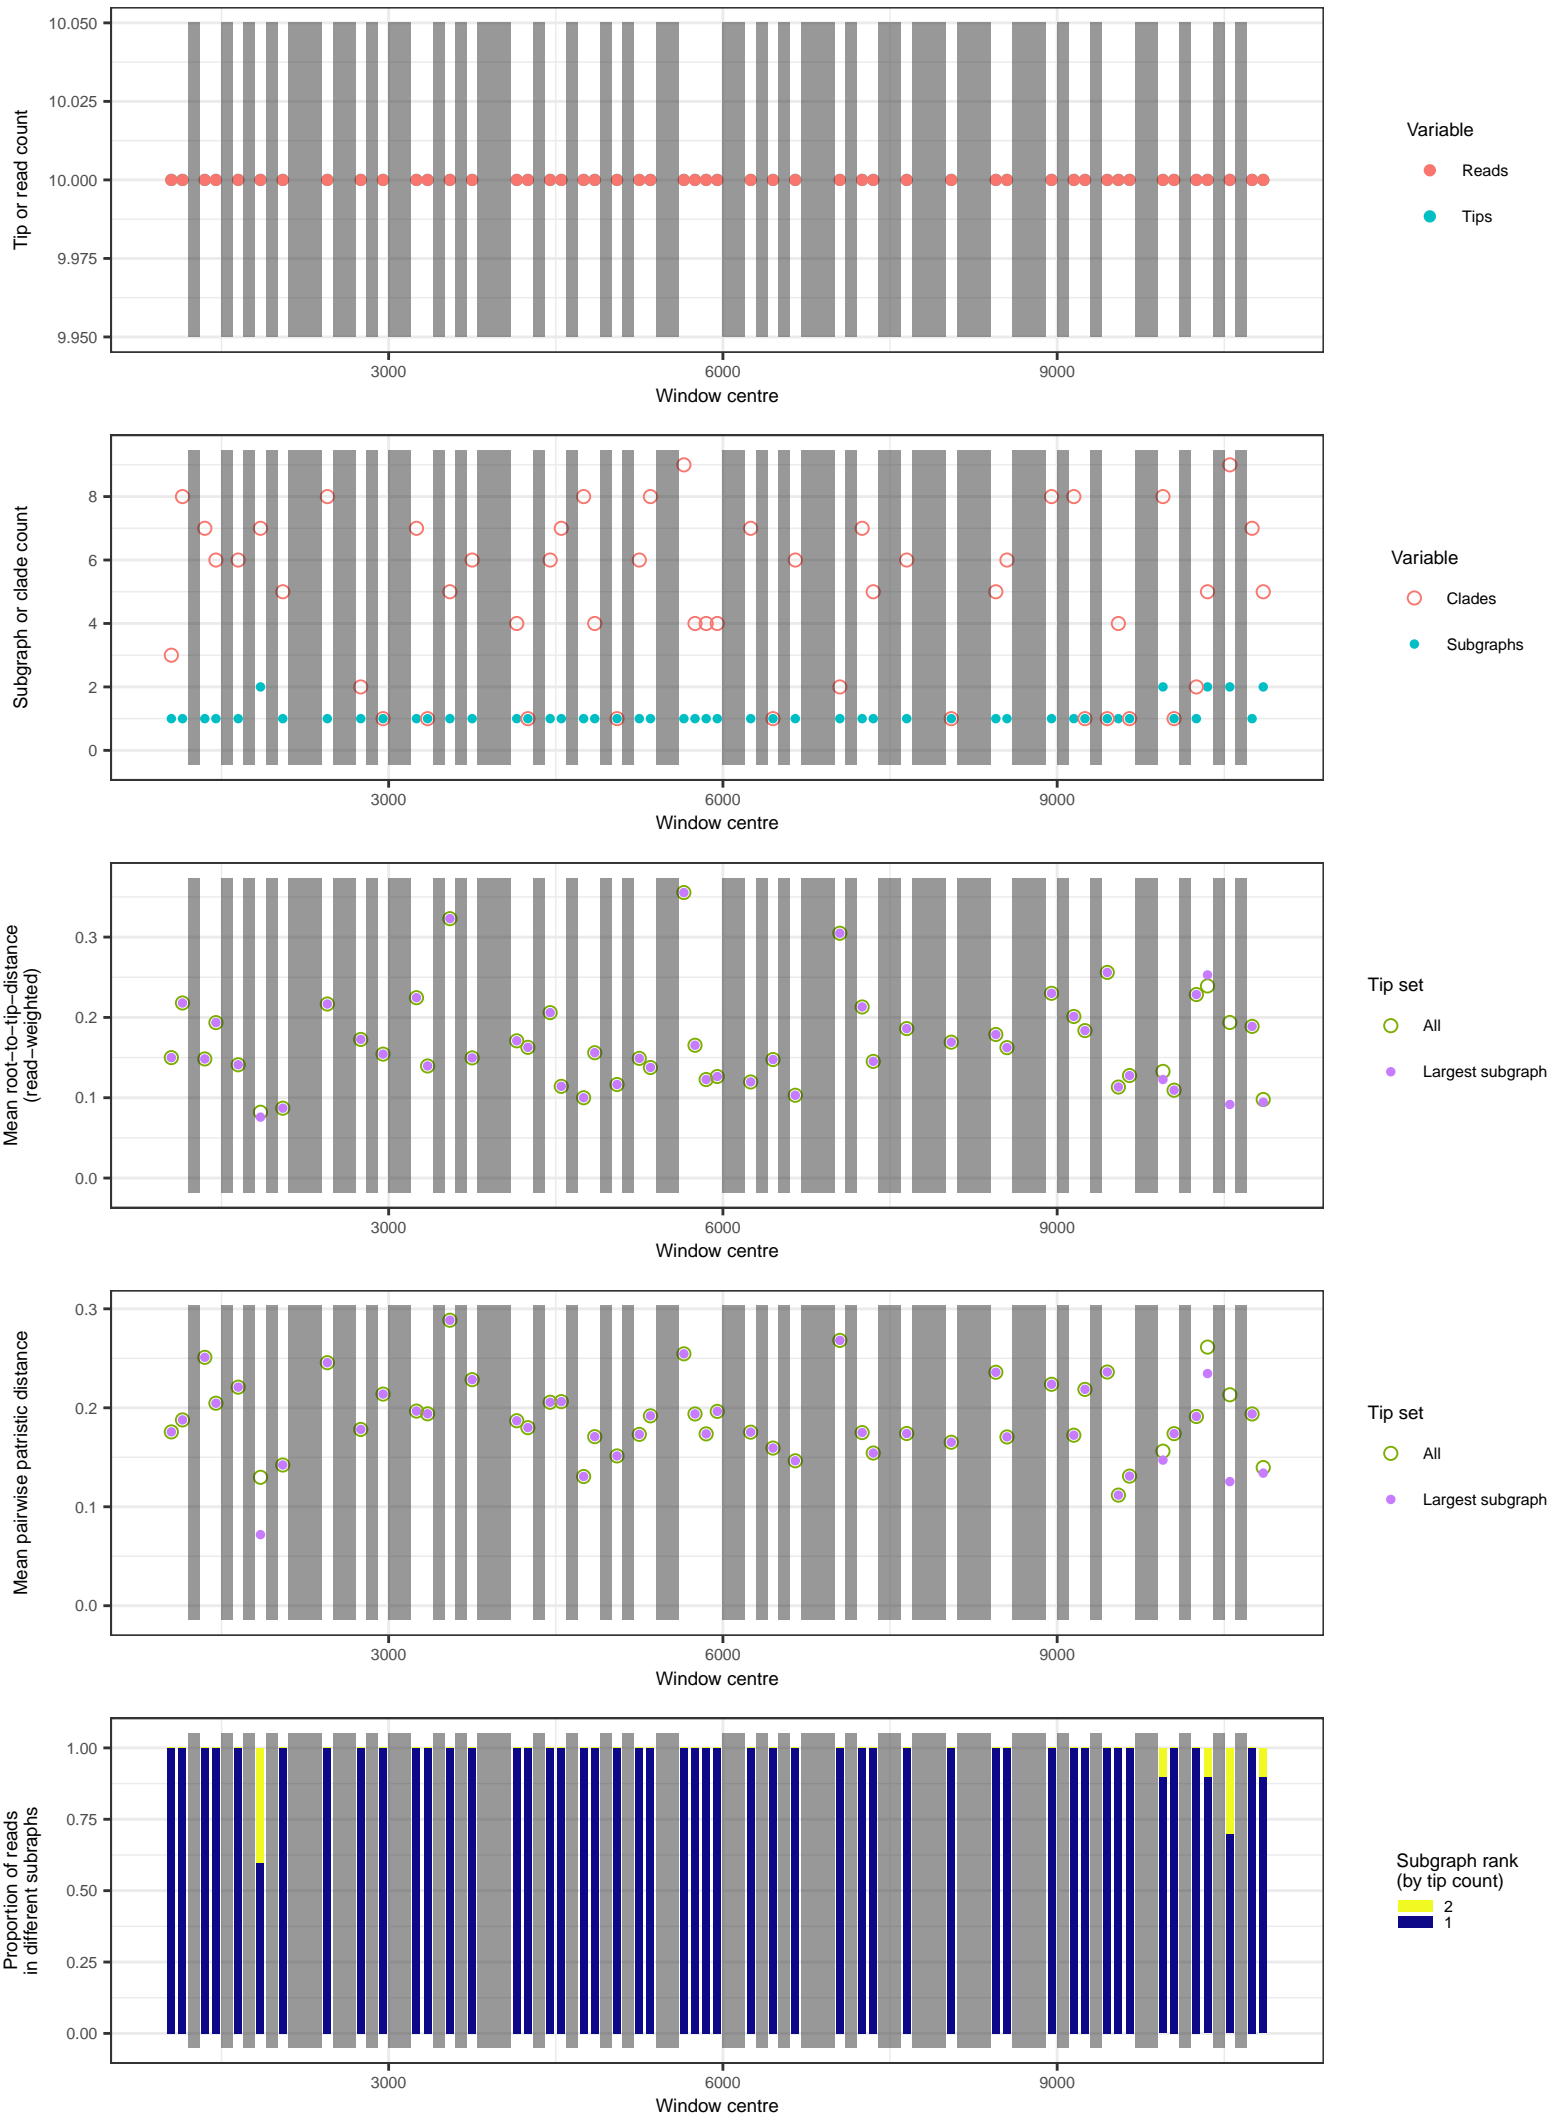 10.050
10.025
10.000
9.975
9.950
Tip or read count
3000 6000 9000
Window centre
Variable
Reads
Tips
8
6
4
2
0
Subgraph or clade count
3000 6000 9000
Window centre
Variable
Clades
Subgraphs
0.3
0.2
0.1
0.0
Mean root−to−tip−distance
(read−weighted)
3000 6000 9000
Window centre
Tip set
All
Largest subgraph
0.3
0.2
0.1
0.0
Mean pairwise patristic distance
3000 6000 9000
Window centre
Tip set
All
Largest subgraph
1.00
0.75
0.50
0.25
0.00
Proportion of reads
in different subraphs
3000 6000 9000
Window centre
Subgraph rank
(by tip count)
2
1